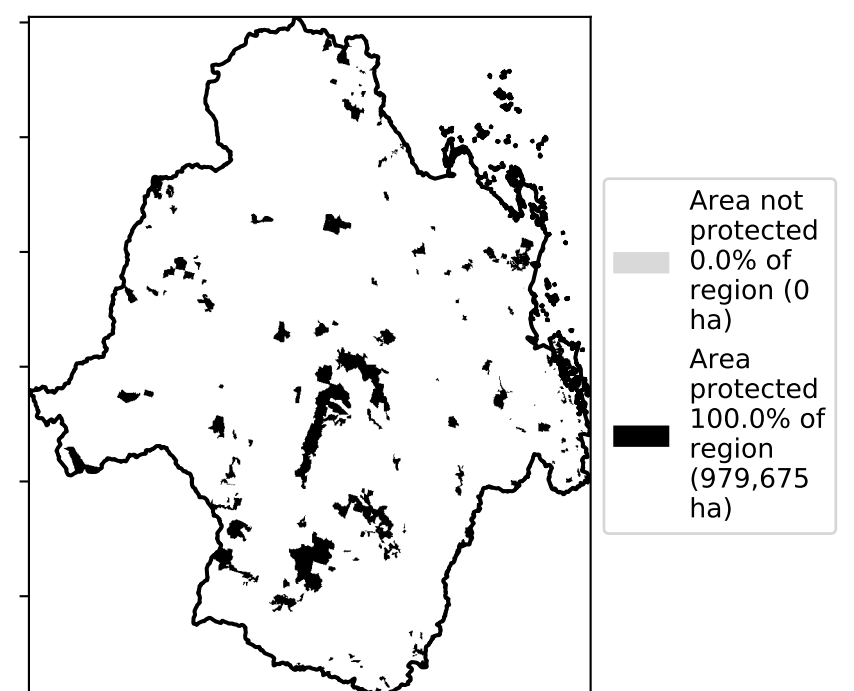 Area not
protected
0.0% of
region (0
ha)
Area
protected
100.0% of
region
(979,675
ha)